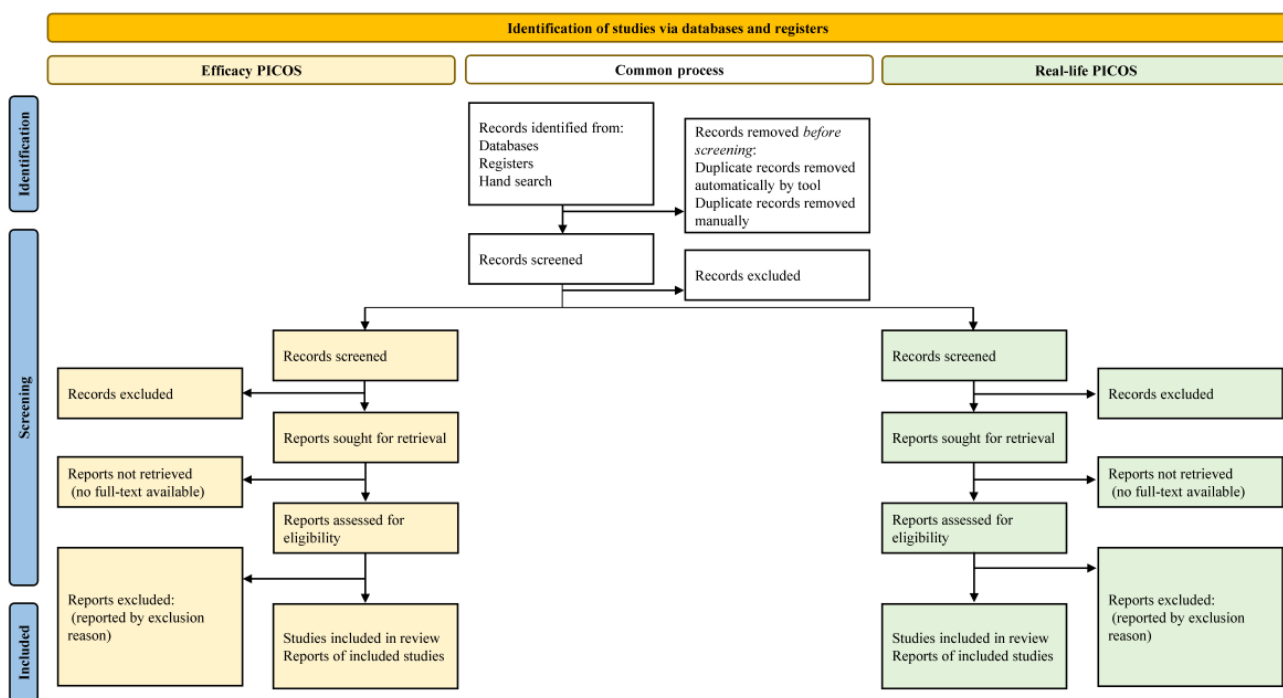 Identification of studies via databases and registers
Efficacy PICOS
Common process
Real-life PICOS
Identification
Records identified from:
Databases
Registers
Hand search
Records removed before
screening:
Duplicate records removed
automatically by tool
Duplicate records removed
manually
Screening
Records screened
Records excluded
Records screened
Records excluded
Reports sought for retrieval
Reports not retrieved
(no full-text available)
Reports assessed for
eligibility
Reports excluded:
(reported by exclusion
reason)
Records screened
Records excluded
Reports sought for retrieval
Reports not retrieved
(no full-text available)
Reports assessed for
eligibility
Reports excluded:
(reported by exclusion
reason)
Included
Studies included in review
Reports of included studies
Studies included in review
Reports of included studies